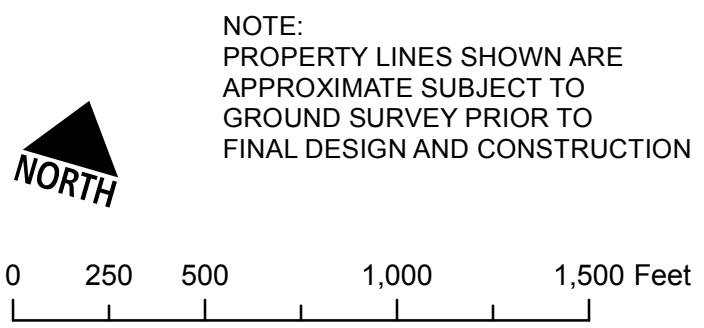 NOTE:
PROPERTY LINES SHOWN ARE
APPROXIMATE SUBJECT TO
GROUND SURVEY PRIOR TO
FINAL DESIGN AND CONSTRUCTION
NORTH
0 250 500 1,000 1,500 Feet